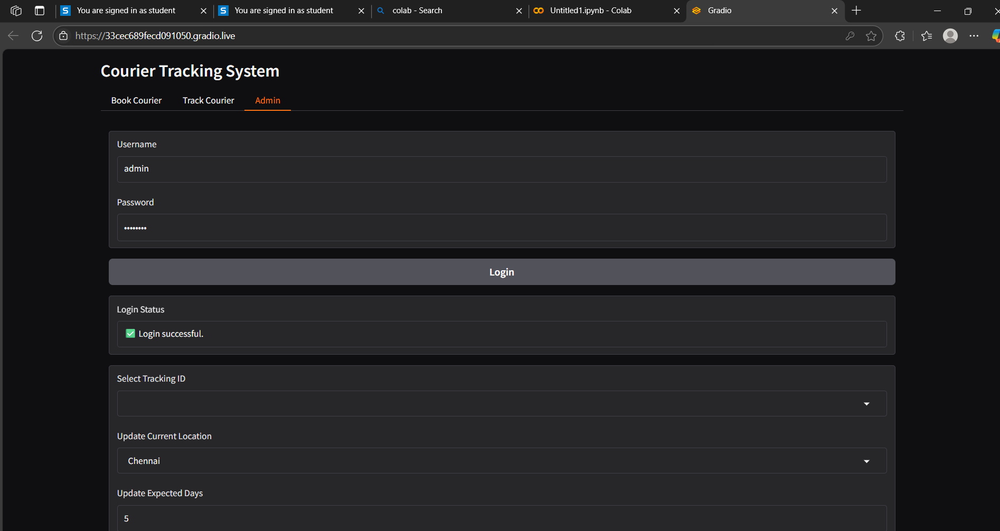 You are signed in as student
You are signed in as student
colab - Search
Untitled1.ipynb - Colab
Gradio
https://33cec689fecd091050.gradio.live
Courier Tracking System
Book Courier
Track Courier
Admin
Username
admin
Password
••••••••
Login
Login Status
✅ Login successful.
Select Tracking ID
Update Current Location
Chennai
Update Expected Days
5